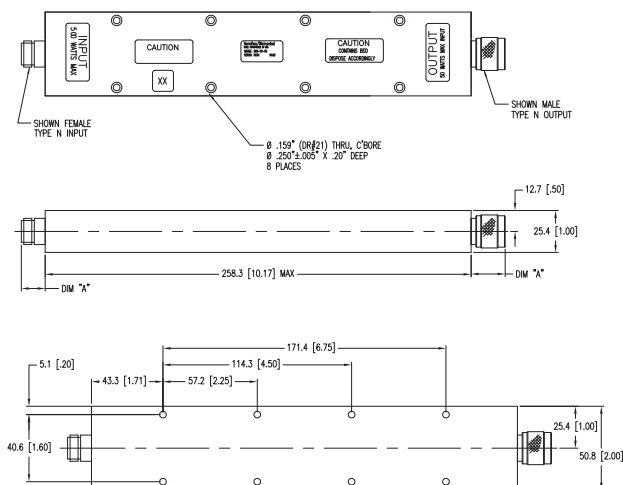 INPUT
500 WATTS MAX
CAUTION
XX
CAUTION
CONTAINS BEO
DISPOSE ACCORDINGLY
OUTPUT
50 WATTS MAX INPUT
SHOWN FEMALE
TYPE N INPUT
SHOWN MALE
TYPE N OUTPUT
Ø .159" (DR#21) THRU, C'BORE
Ø .250"±.005" X .20" DEEP
8 PLACES
12.7 [.50]
25.4 [1.00]
258.3 [10.17] MAX
DIM "A"
DIM "A"
171.4 [6.75]
114.3 [4.50]
5.1 [.20]
43.3 [1.71]
57.2 [2.25]
25.4 [1.00]
40.6 [1.60]
50.8 [2.00]